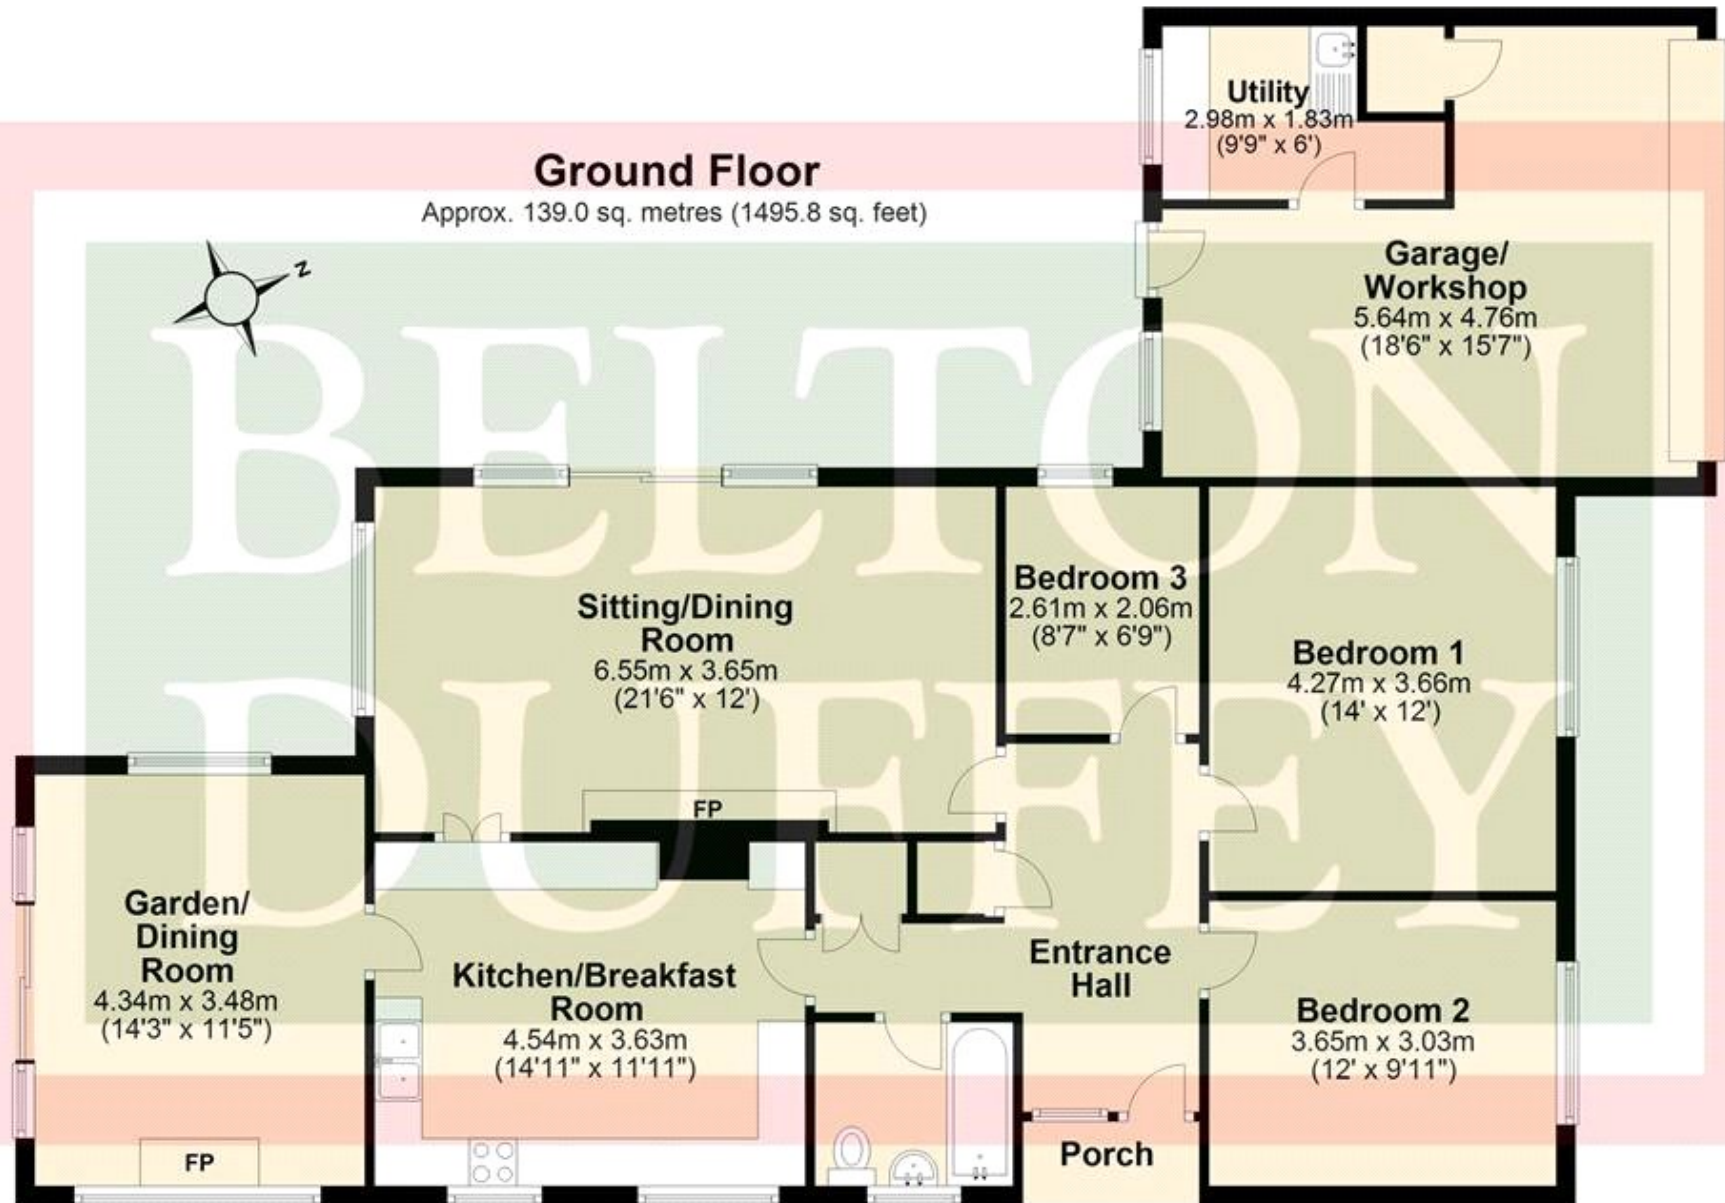 Ground Floor
Approx. 139.0 sq. metres (1495.8 sq. feet)
N
Utility
2.98m x 1.83m
(9'9" x 6')
Garage/
Workshop
5.64m x 4.76m
(18'6" x 15'7")
BELTON
DUFFEY
Sitting/Dining
Room
6.55m x 3.65m
(21'6" x 12')
FP
Bedroom 3
2.61m x 2.06m
(8'7" x 6'9")
Bedroom 1
4.27m x 3.66m
(14' x 12')
Garden/
Dining
Room
4.34m x 3.48m
(14'3" x 11'5")
FP
Kitchen/Breakfast
Room
4.54m x 3.63m
(14'11" x 11'11")
Entrance
Hall
Bedroom 2
3.65m x 3.03m
(12' x 9'11")
Porch